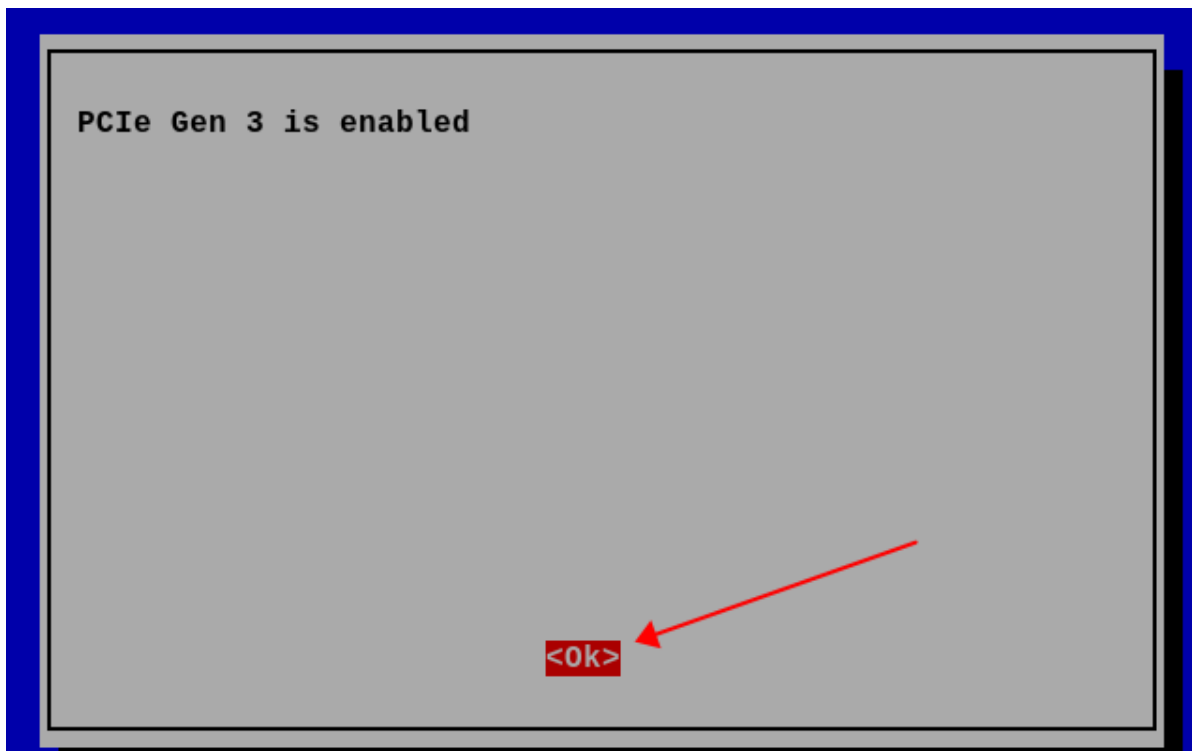 PCIe Gen 3 is enabled
<Ok>